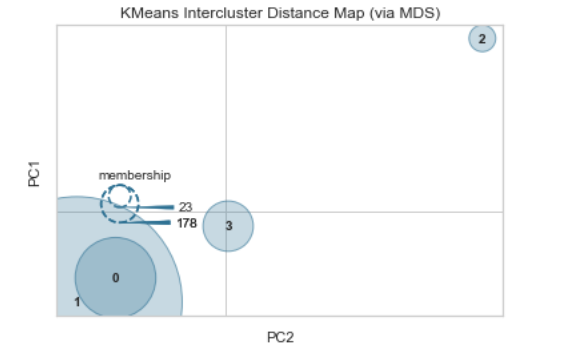 KMeans Intercluster Distance Map (via MDS)
2
PC1
membership
23
178
3
0
1
PC2